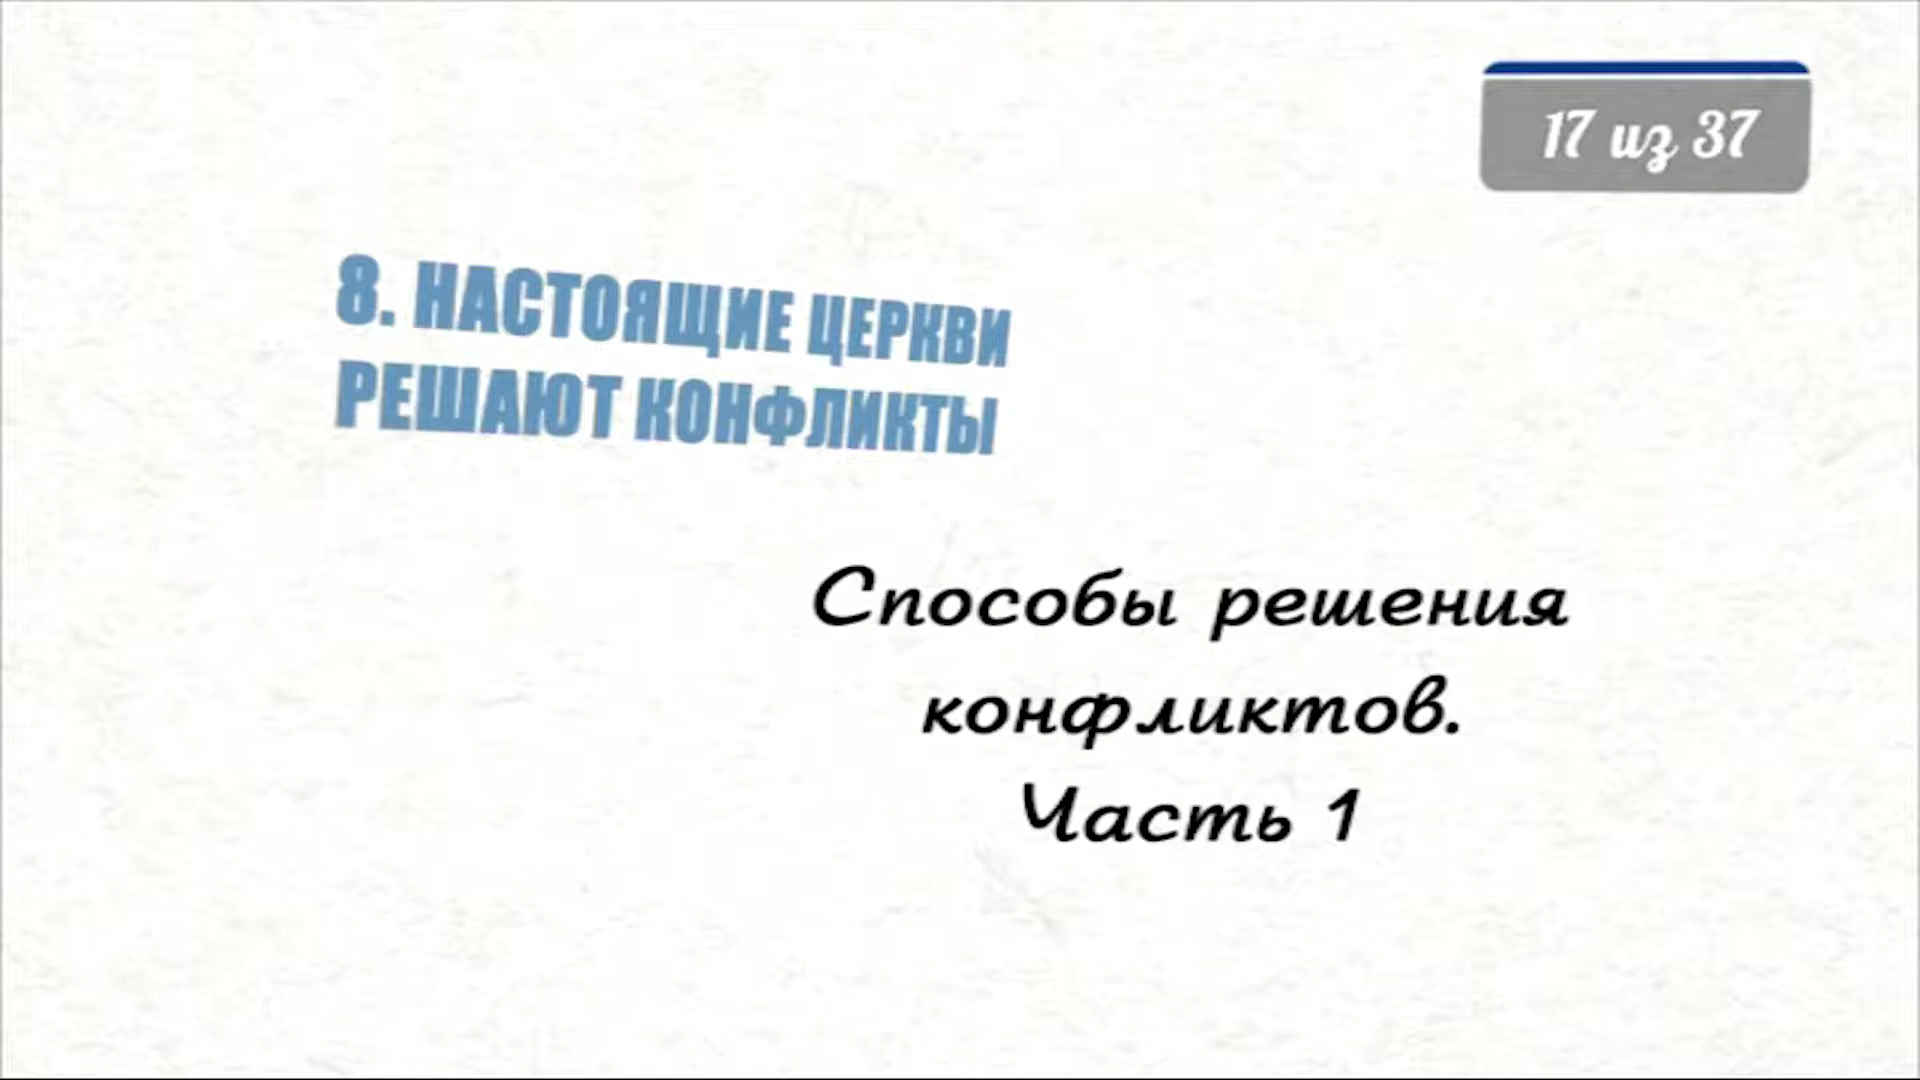 17 из 37
8. НАСТОЯЩИЕ ЦЕРКВИ
РЕШАЮТ КОНФЛИКТЫ
Способы решения
конфликтов.
Часть 1